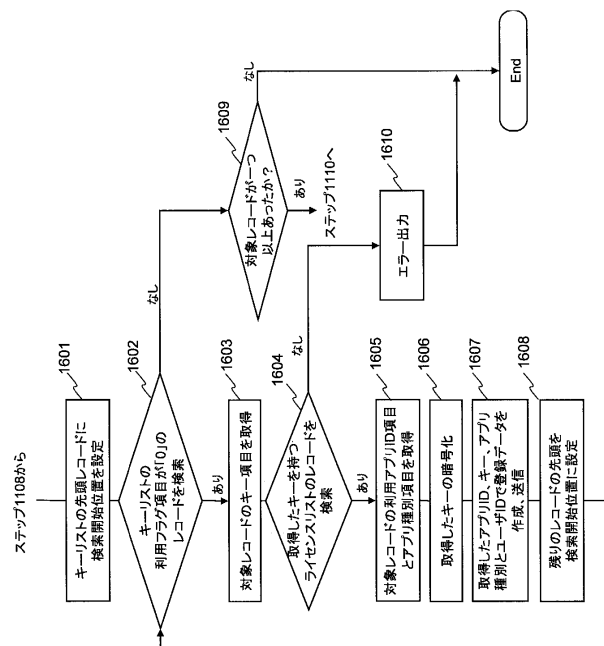 ステップ1108から
1601
キーリストの先頭レコードに
検索開始位置を設定
1602
キーリストの
利用フラグ項目が「0」の
レコードを検索
なし
あり
1603
対象レコードのキー項目を取得
1604
取得したキーを持つ
ライセンスリストのレコードを
検索
なし
あり
1605
対象レコードの利用アプリID項目
とアプリ種別項目を取得
1606
取得したキーの暗号化
1607
取得したアプリID、キー、アプリ
種別とユーザIDで登録データを
作成、送信
1608
残りのレコードの先頭を
検索開始位置に設定
1609
対象レコードが一つ
以上あったか？
なし
あり
ステップ1110へ
1610
エラー出力
End